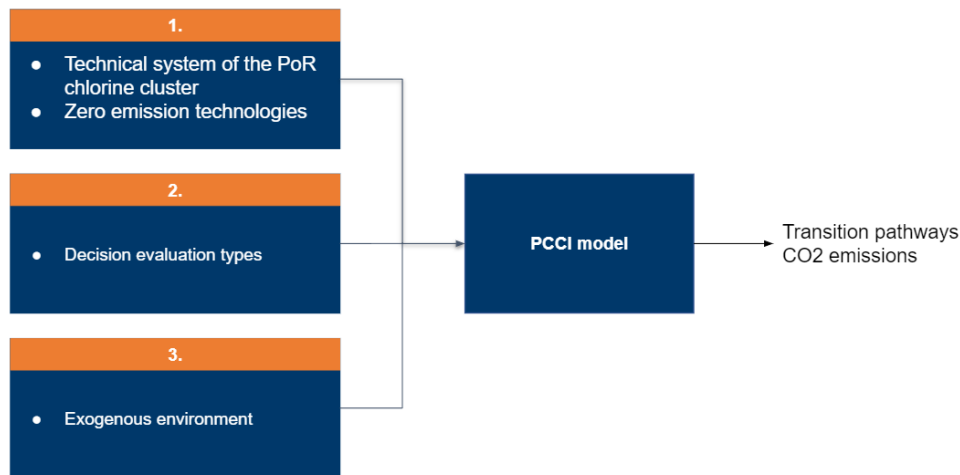 1.
● Technical system of the PoR
chlorine cluster
● Zero emission technologies
2.
● Decision evaluation types
3.
● Exogenous environment
PCCI model
Transition pathways
CO2 emissions